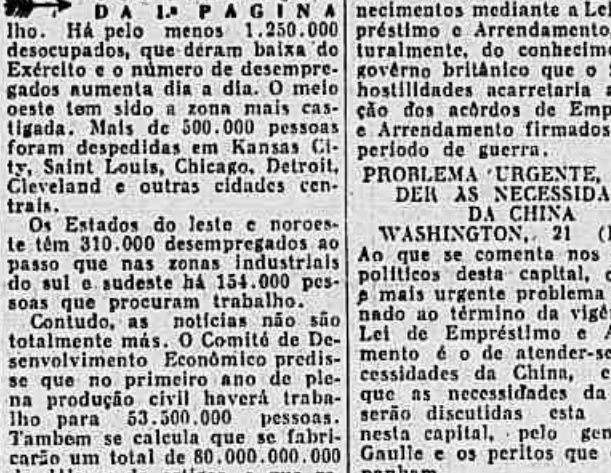 DA 1.ª PAGINA
lho. Há pelo menos 1.250.000
desocupados, que deram baixa do
Exército e o número de desempre-
gados aumenta dia a dia. O meio
oeste tem sido a zona mais cas-
tigada. Mais de 500.000 pessoas
foram despedidas em Kansas Ci-
ty, Saint Louis, Chicago, Detroit,
Cleveland e outras cidades cen-
trais.
Os Estados do leste e noroes-
te têm 310.000 desempregados ao
passo que nas zonas industriais
do sul e sudeste há 154.000 pes-
soas que procuram trabalho.
Contudo, as noticias não são
totalmente más. O Comité de De-
senvolvimento Econômico predis-
se que no primeiro ano de ple-
na produção civil haverá traba-
lho para 53.500.000 pessoas.
Tambem se calcula que se fabri-
carão um total de 80.000.000.000
necimentos mediante a Lei
préstimo e Arrendamento
turalmente, do conhecime
govêrno britânico que o
hostilidades acarretaria a
ção dos acôrdos de Emp
e Arrendamento firmados
período de guerra.
PROBLEMA URGENTE,
DER ÀS NECESSIDA
DA CHINA
WASHINGTON, 21 (
Ao que se comenta nos
políticos desta capital, o
mais urgente problema
nado ao término da vigê
Lei de Empréstimo e A
mento é o de atender-se
cessidades da China, e
que as necessidades da
serão discutidas esta
nesta capital, pelo gen
Gaulle e os peritos que